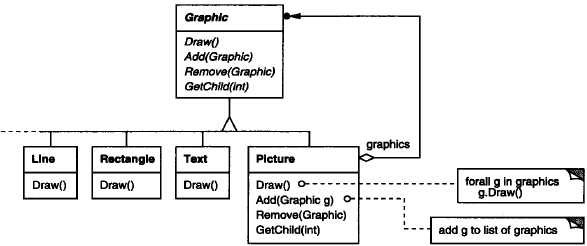 Graphic
Draw()
Add(Graphic)
Remove(Graphic)
GetChild(int)
graphics
Line
Draw()
Rectangle
Draw()
Text
Draw()
Picture
Draw()
Add(Graphic g)
Remove(Graphic)
GetChild(int)
forall g in graphics
g.Draw()
add g to list of graphics